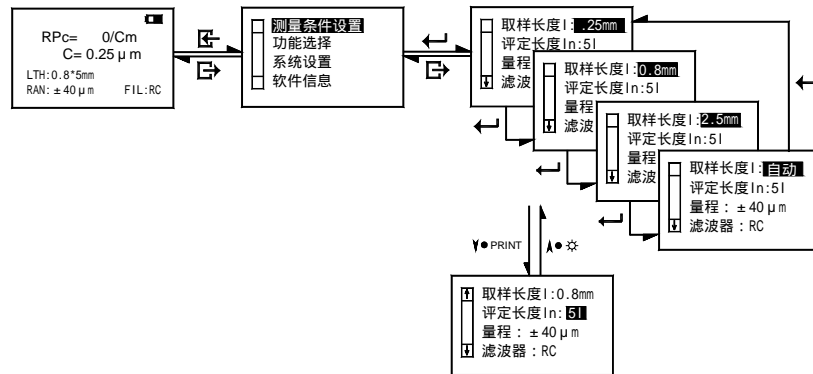 RPc= 0/Cm
C= 0.25 μm
LTH:0.8*5mm
RAN: ±40μm FIL:RC
测量条件设置
功能选择
系统设置
软件信息
取样长度l: .25mm
评定长度ln:5l
量程
滤波
取样长度l:0.8mm
评定长度ln:5l
量程
滤波
取样长度l:2.5mm
评定长度ln:5l
量程
滤波
取样长度l:自动
评定长度ln:5l
量程：±40μm
滤波器：RC
PRINT
取样长度l:0.8mm
评定长度ln: 5l
量程：±40μm
滤波器：RC